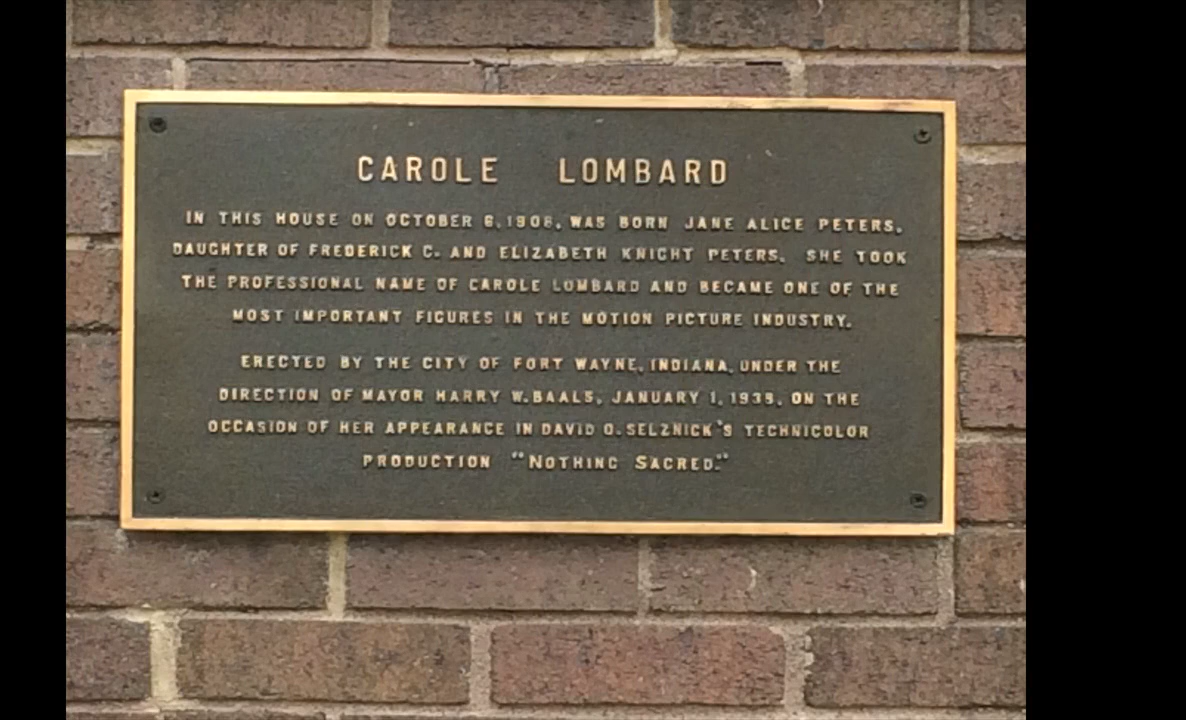 CAROLE LOMBARD
IN THIS HOUSE ON OCTOBER 6, 1908, WAS BORN JANE ALICE PETERS,
DAUGHTER OF FREDERICK C. AND ELIZABETH KNIGHT PETERS. SHE TOOK
THE PROFESSIONAL NAME OF CAROLE LOMBARD AND BECAME ONE OF THE
MOST IMPORTANT FIGURES IN THE MOTION PICTURE INDUSTRY.
ERECTED BY THE CITY OF FORT WAYNE, INDIANA, UNDER THE
DIRECTION OF MAYOR HARRY W. BAALS, JANUARY 1, 1938, ON THE
OCCASION OF HER APPEARANCE IN DAVID O. SELZNICK'S TECHNICOLOR
PRODUCTION "NOTHING SACRED."